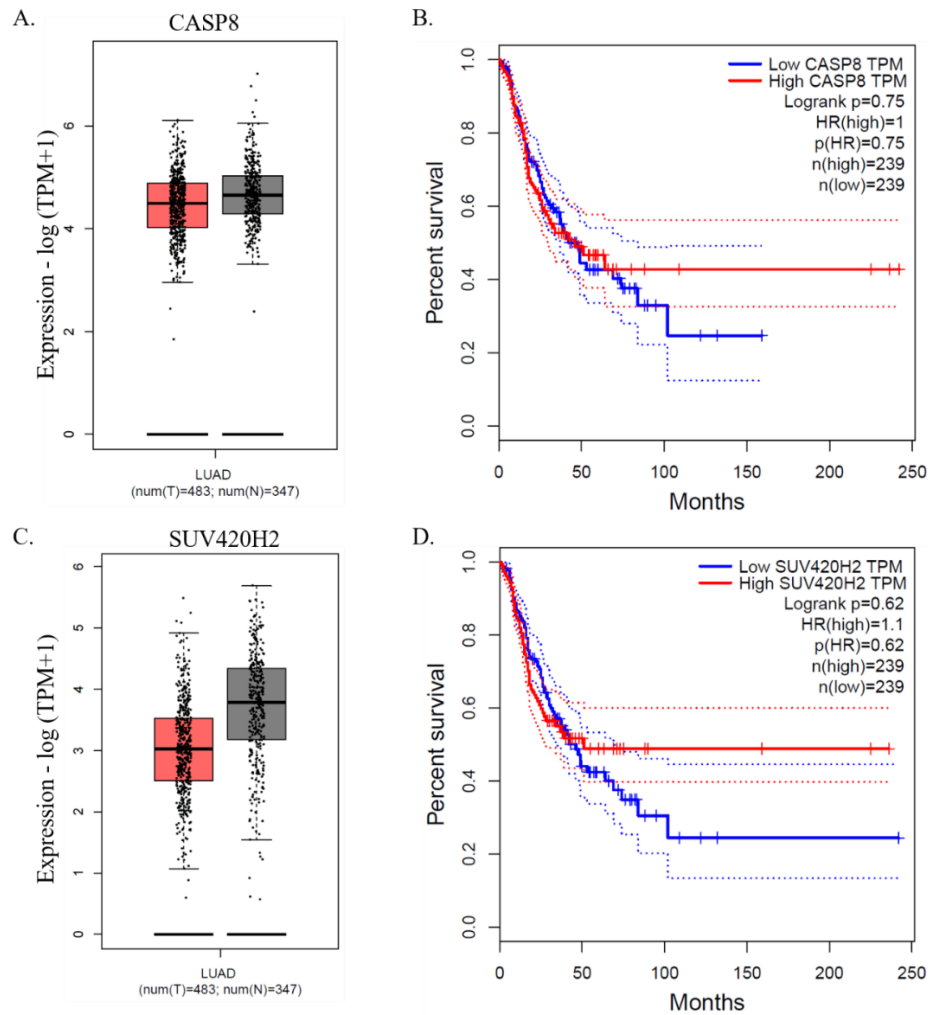 A.
CASP8
Expression - log (TPM+1)
0
2
4
6
LUAD
(num(T)=483; num(N)=347)
B.
Percent survival
0.0
0.2
0.4
0.6
0.8
1.0
Low CASP8 TPM
High CASP8 TPM
Logrank p=0.75
HR(high)=1
p(HR)=0.75
n(high)=239
n(low)=239
0 50 100 150 200 250
Months
C.
SUV420H2
Expression - log (TPM+1)
0
1
2
3
4
5
6
LUAD
(num(T)=483; num(N)=347)
D.
Percent survival
0.0
0.2
0.4
0.6
0.8
1.0
Low SUV420H2 TPM
High SUV420H2 TPM
Logrank p=0.62
HR(high)=1.1
p(HR)=0.62
n(high)=239
n(low)=239
0 50 100 150 200 250
Months